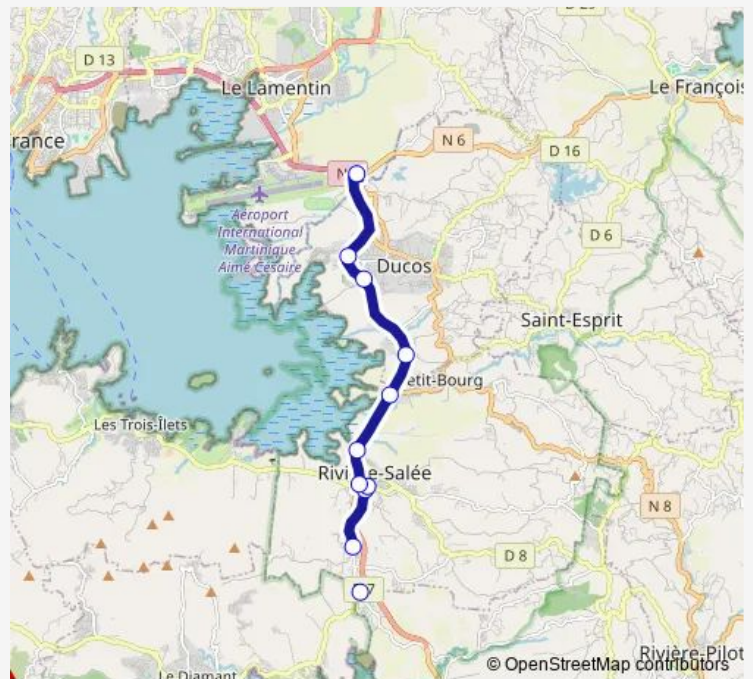 D 13
Le Lamentin
Le François
rance
N 6
D 16
N
Aéroport
International
Martinique
Aimé Césaire
D 6
Ducos
Saint-Esprit
etit-Bourg
Les Trois-Îlets
Rivi e-Salée
N 8
D 8
7
Rivière-Pilot
Le Diamant
© OpenStreetMap contributors